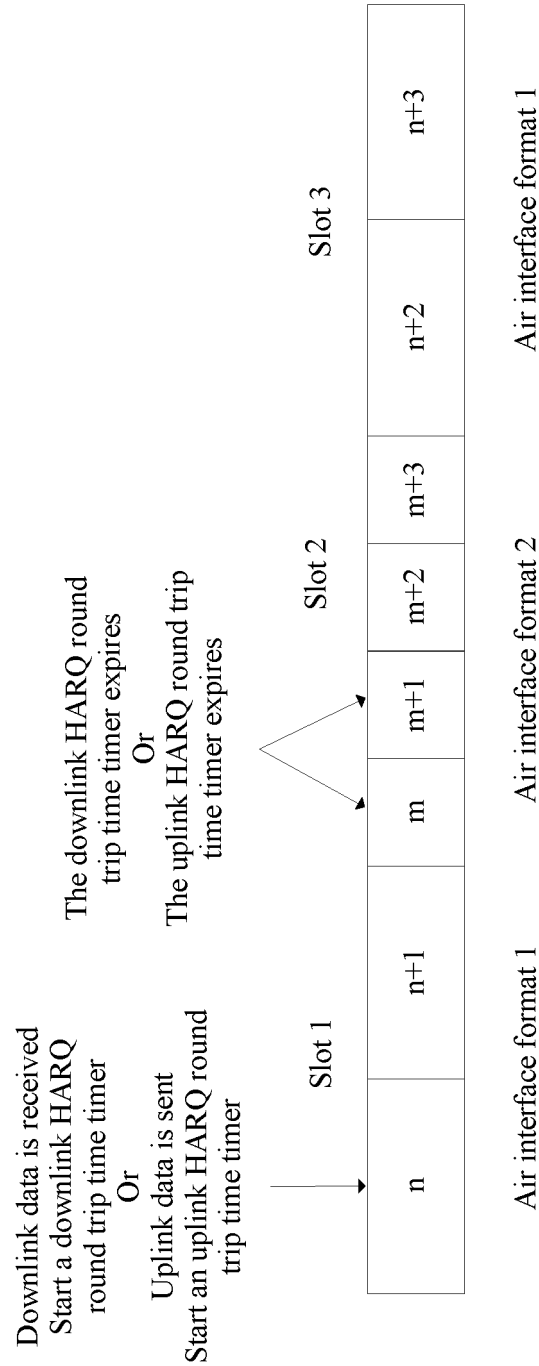 Downlink data is received
Start a downlink HARQ
round trip time timer
Or
Uplink data is sent
Start an uplink HARQ round
trip time timer
The downlink HARQ round
trip time timer expires
Or
The uplink HARQ round trip
time timer expires
Slot 1
Slot 2
Slot 3
n
n+1
m
m+1
m+2
m+3
n+2
n+3
Air interface format 1
Air interface format 2
Air interface format 1